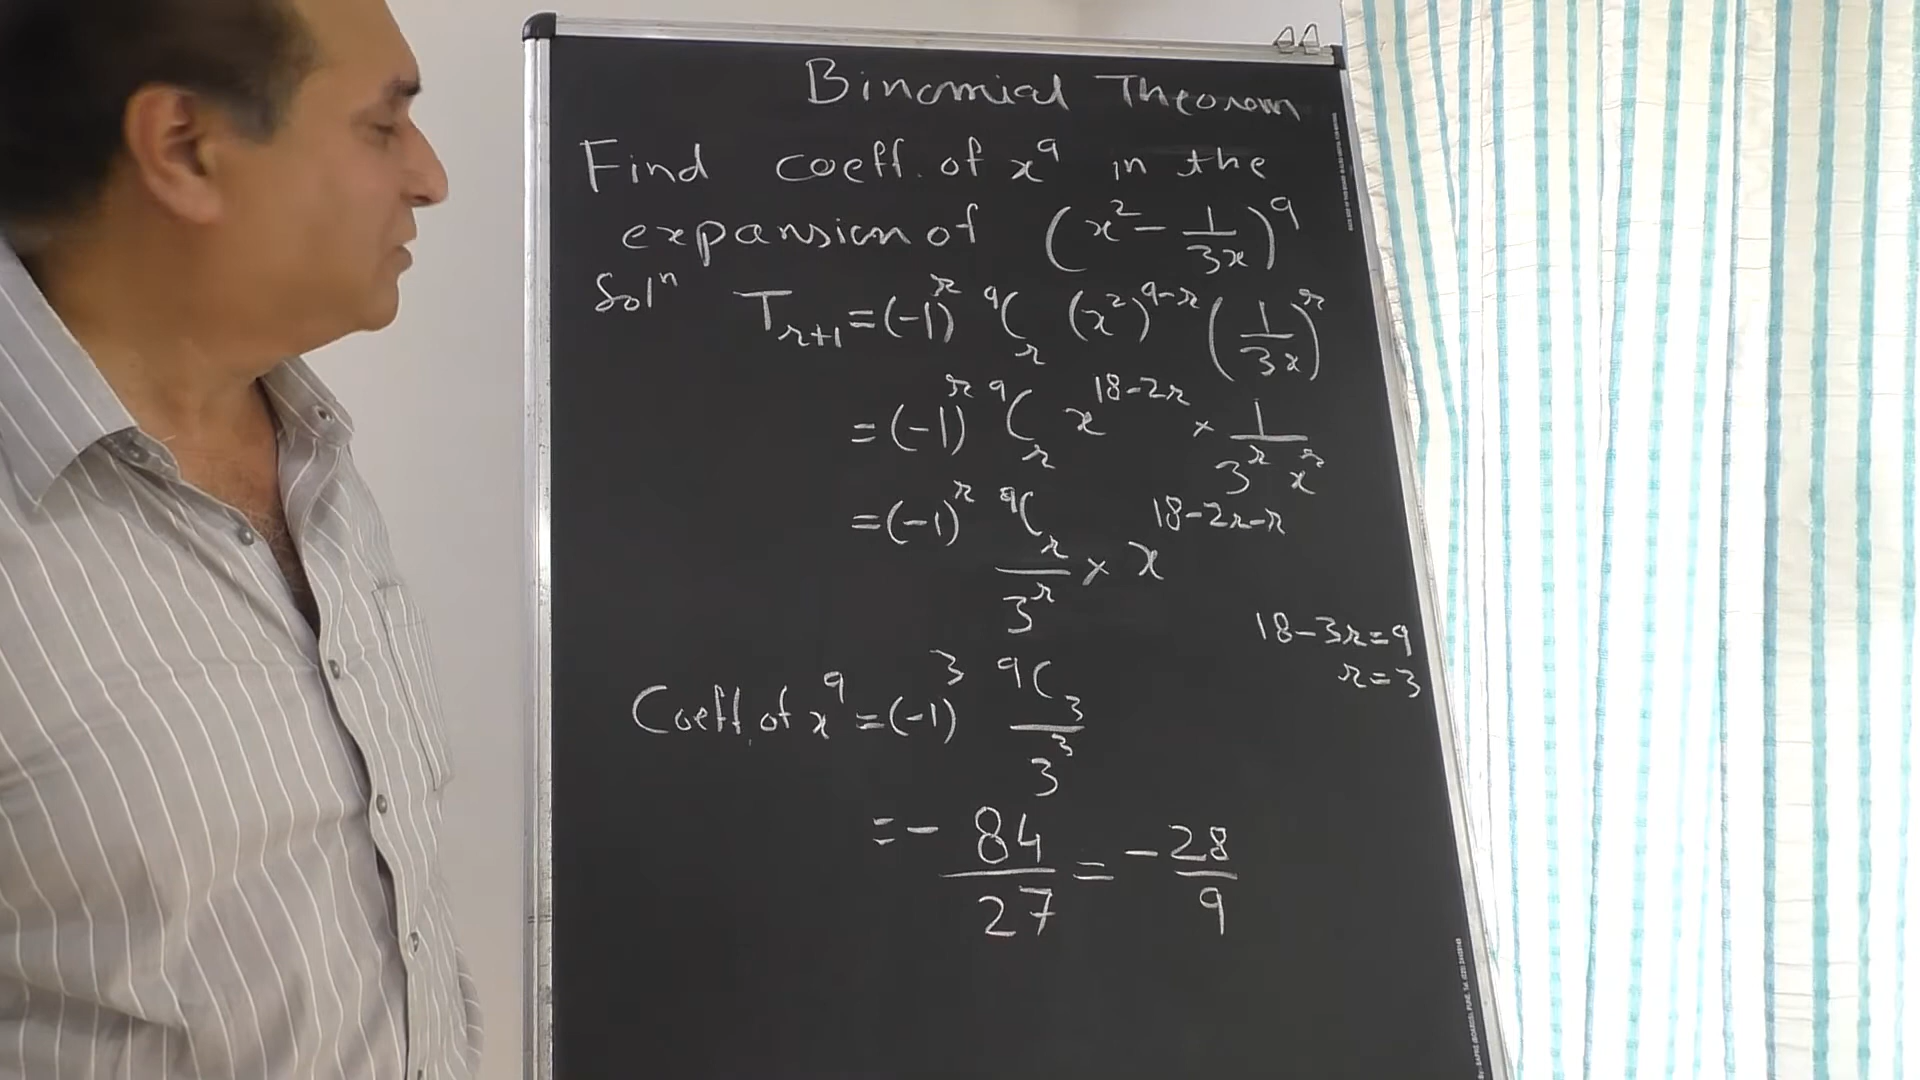 Binomial Theorem
Find coeff. of x⁹ in the
expansion of (x² - 1/3x)⁹
Solⁿ T_{r+1} = (-1)^r ⁹C_r (x²)^{9-r} (1/3x)^r
= (-1)^r ⁹C_r x^{18-2r} × 1/3^r x^r
= (-1)^r ⁹C_r/3^r × x^{18-2r-r}
18-3r=9
r=3
Coeff. of x⁹ = (-1)³ 9C₃/3³
= - 84/27 = - 28/9